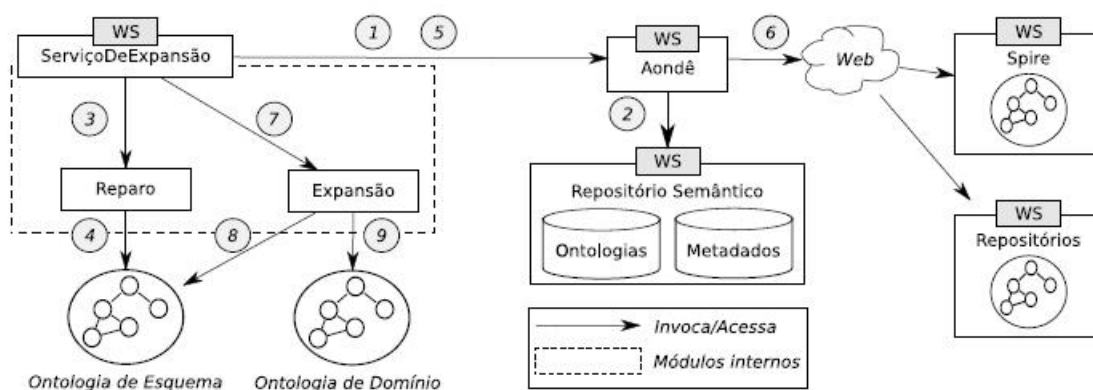 WS
ServiçoDeExpansão
1
5
WS
Aondê
6
Web
WS
Spire
3
7
2
WS
Repositório Semântico
Ontologias
Metadados
Reparo
Expansão
WS
Repositórios
4
8
9
Invoca/Acessa
Módulos internos
Ontologia de Esquema
Ontologia de Domínio